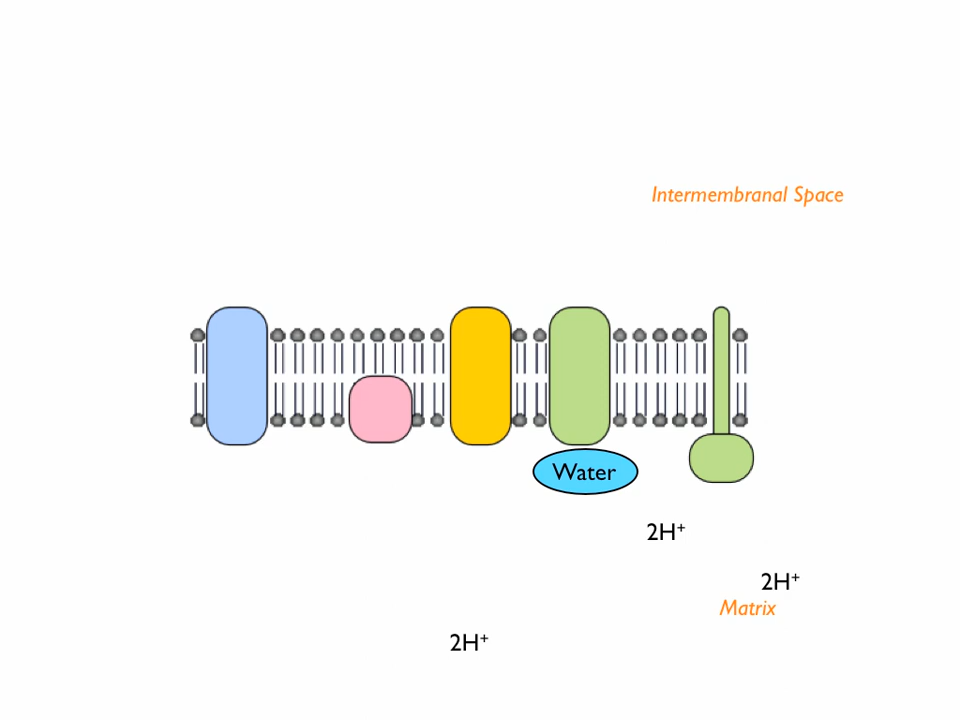 Intermembranal Space
Water
2H⁺
2H⁺
Matrix
2H⁺